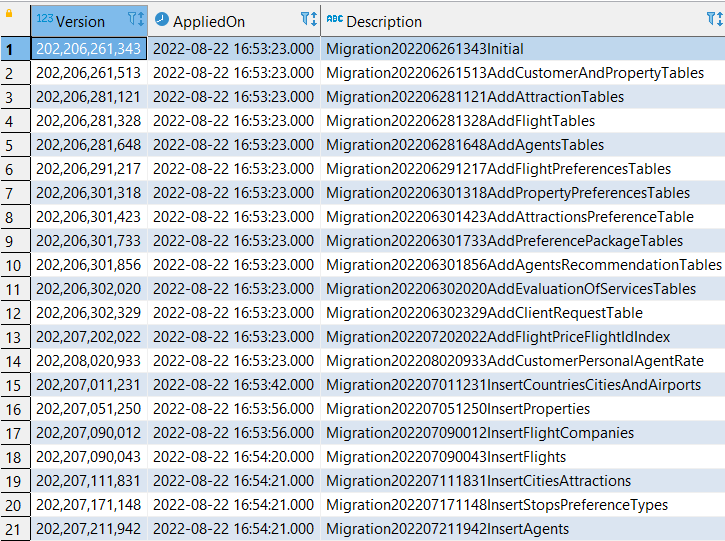 123 Version AppliedOn ABC Description
1 202,206,261,343 2022-08-22 16:53:23.000 Migration202206261343Initial
2 202,206,261,513 2022-08-22 16:53:23.000 Migration202206261513AddCustomerAndPropertyTables
3 202,206,281,121 2022-08-22 16:53:23.000 Migration202206281121AddAttractionTables
4 202,206,281,328 2022-08-22 16:53:23.000 Migration202206281328AddFlightTables
5 202,206,281,648 2022-08-22 16:53:23.000 Migration202206281648AddAgentsTables
6 202,206,291,217 2022-08-22 16:53:23.000 Migration202206291217AddFlightPreferencesTables
7 202,206,301,318 2022-08-22 16:53:23.000 Migration202206301318AddPropertyPreferencesTables
8 202,206,301,423 2022-08-22 16:53:23.000 Migration202206301423AddAttractionsPreferenceTable
9 202,206,301,733 2022-08-22 16:53:23.000 Migration202206301733AddPreferencePackageTables
10 202,206,301,856 2022-08-22 16:53:23.000 Migration202206301856AddAgentsRecommendationTables
11 202,206,302,020 2022-08-22 16:53:23.000 Migration202206302020AddEvaluationOfServicesTables
12 202,206,302,329 2022-08-22 16:53:23.000 Migration202206302329AddClientRequestTable
13 202,207,202,022 2022-08-22 16:53:23.000 Migration202207202022AddFlightPriceFlightIdIndex
14 202,208,020,933 2022-08-22 16:53:23.000 Migration202208020933AddCustomerPersonalAgentRate
15 202,207,011,231 2022-08-22 16:53:42.000 Migration202207011231InsertCountriesCitiesAndAirports
16 202,207,051,250 2022-08-22 16:53:56.000 Migration202207051250InsertProperties
17 202,207,090,012 2022-08-22 16:53:56.000 Migration202207090012InsertFlightCompanies
18 202,207,090,043 2022-08-22 16:54:20.000 Migration202207090043InsertFlights
19 202,207,111,831 2022-08-22 16:54:21.000 Migration202207111831InsertCitiesAttractions
20 202,207,171,148 2022-08-22 16:54:21.000 Migration202207171148InsertStopsPreferenceTypes
21 202,207,211,942 2022-08-22 16:54:21.000 Migration202207211942InsertAgents